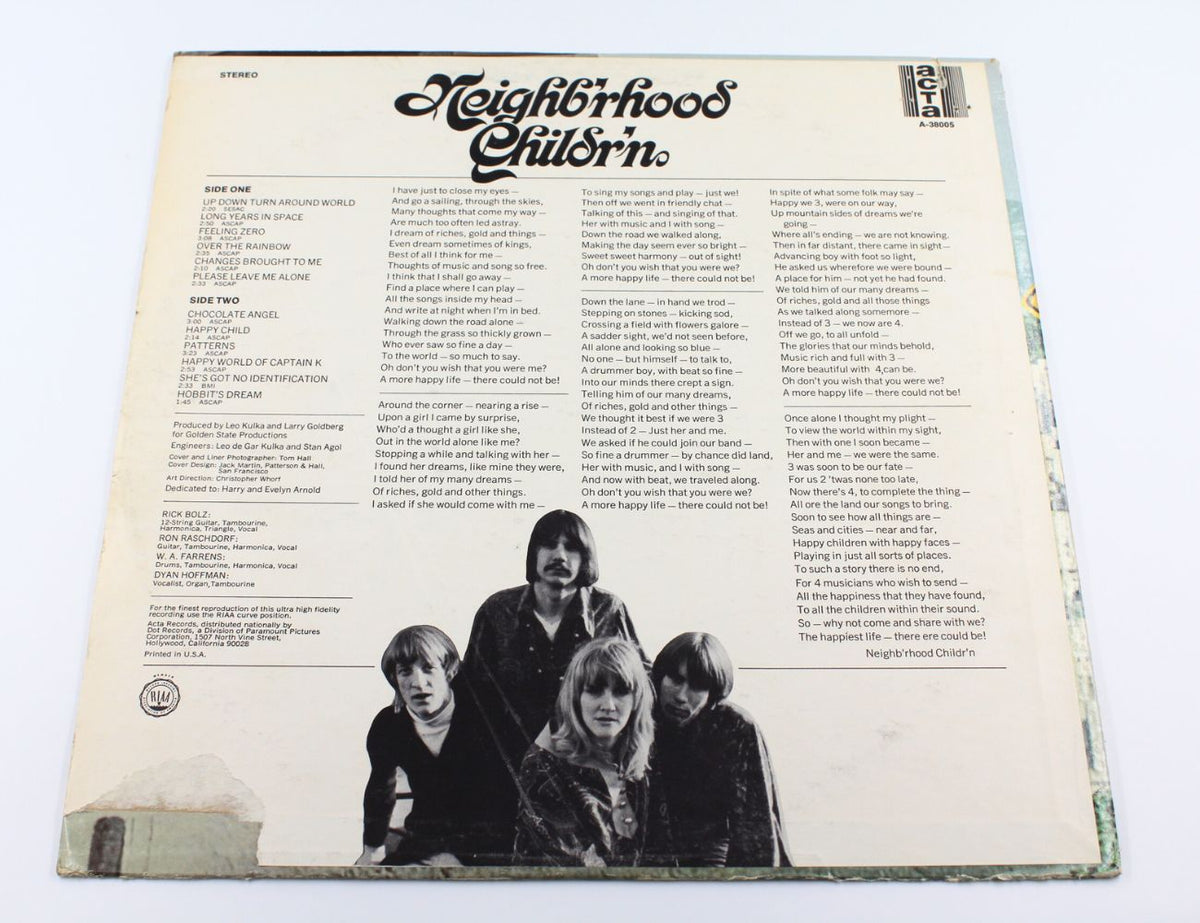 STEREO
Neighb'rhood
Childr'n
acTa
A-38005
SIDE ONE
UP DOWN TURN AROUND WORLD
2:20 SESAC
LONG YEARS IN SPACE
2:50 ASCAP
FEELING ZERO
3:08 ASCAP
OVER THE RAINBOW
2:35 ASCAP
CHANGES BROUGHT TO ME
2:10 ASCAP
PLEASE LEAVE ME ALONE
2:33 ASCAP
SIDE TWO
CHOCOLATE ANGEL
3:00 ASCAP
HAPPY CHILD
2:14 ASCAP
PATTERNS
3:23 ASCAP
HAPPY WORLD OF CAPTAIN K
2:53 ASCAP
SHE'S GOT NO IDENTIFICATION
2:33 BMI
HOBBIT'S DREAM
1:45 ASCAP
Produced by Leo Kulka and Larry Goldberg
for Golden State Productions
Engineers: Leo de Gar Kulka and Stan Agol
Cover and Liner Photographer: Tom Hall
Cover Design: Jack Martin, Patterson & Hall,
San Francisco
Art Direction: Christopher Whorf
Dedicated to: Harry and Evelyn Arnold
RICK BOLZ:
12-String Guitar, Tambourine,
Harmonica, Triangle, Vocal
RON RASCHDORF:
Guitar, Tambourine, Harmonica, Vocal
W. A. FARRENS:
Drums, Tambourine, Harmonica, Vocal
DYAN HOFFMAN:
Vocalist, Organ, Tambourine
For the finest reproduction of this ultra high fidelity
recording use the RIAA curve position.
Acta Records, distributed nationally by
Dot Records, a Division of Paramount Pictures
Corporation, 1507 North Vine Street,
Hollywood, California 90028
Printed in U.S.A.
I have just to close my eyes —
And go a sailing, through the skies,
Many thoughts that come my way —
Are much too often led astray.
I dream of riches, gold and things —
Even dream sometimes of kings,
Best of all I think for me —
Thoughts of music and song so free.
I think that I shall go away —
Find a place where I can play —
All the songs inside my head —
And write at night when I'm in bed.
Walking down the road alone —
Through the grass so thickly grown —
Who ever saw so fine a day —
To the world — so much to say.
Oh don't you wish that you were me?
A more happy life — there could not be!
Around the corner — nearing a rise —
Upon a girl I came by surprise,
Who'd a thought a girl like she,
Out in the world alone like me?
Stopping a while and talking with her —
I found her dreams, like mine they were,
I told her of my many dreams —
Of riches, gold and other things.
I asked if she would come with me —
To sing my songs and play — just we!
Then off we went in friendly chat —
Talking of this — and singing of that.
Her with music and I with song —
Down the road we walked along,
Making the day seem ever so bright —
Sweet sweet harmony — out of sight!
Oh don't you wish that you were we?
A more happy life — there could not be!
Down the lane — in hand we trod —
Stepping on stones — kicking sod,
Crossing a field with flowers galore —
A sadder sight, we'd not seen before,
All alone and looking so blue —
No one — but himself — to talk to,
A drummer boy, with beat so fine —
Into our minds there crept a sign.
Telling him of our many dreams,
Of riches, gold and other things —
We thought it best if we were 3
Instead of 2 — Just her and me.
We asked if he could join our band —
So fine a drummer — by chance did land,
Her with music, and I with song —
And now with beat, we traveled along.
Oh don't you wish that you were we?
A more happy life — there could not be!
In spite of what some folk may say —
Happy we 3, were on our way,
Up mountain sides of dreams we're
going —
Where all's ending — we are not knowing.
Then in far distant, there came in sight—
Advancing boy with foot so light,
He asked us wherefore we were bound —
A place for him — not yet he had found.
We told him of our many dreams —
Of riches, gold and all those things
As we talked along somemore —
Instead of 3 — we now are 4.
Off we go, to all unfold —
The glories that our minds behold,
Music rich and full with 3 —
More beautiful with 4,can be.
Oh don't you wish that you were we?
A more happy life — there could not be!
Once alone I thought my plight —
To view the world within my sight,
Then with one I soon became —
Her and me — we were the same.
3 was soon to be our fate —
For us 2 'twas none too late,
Now there's 4, to complete the thing —
All ore the land our songs to bring.
Soon to see how all things are —
Seas and cities — near and far,
Happy children with happy faces —
Playing in just all sorts of places.
To such a story there is no end,
For 4 musicians who wish to send —
All the happiness that they have found,
To all the children within their sound.
So — why not come and share with we?
The happiest life — there ere could be!
Neighb'rhood Childr'n